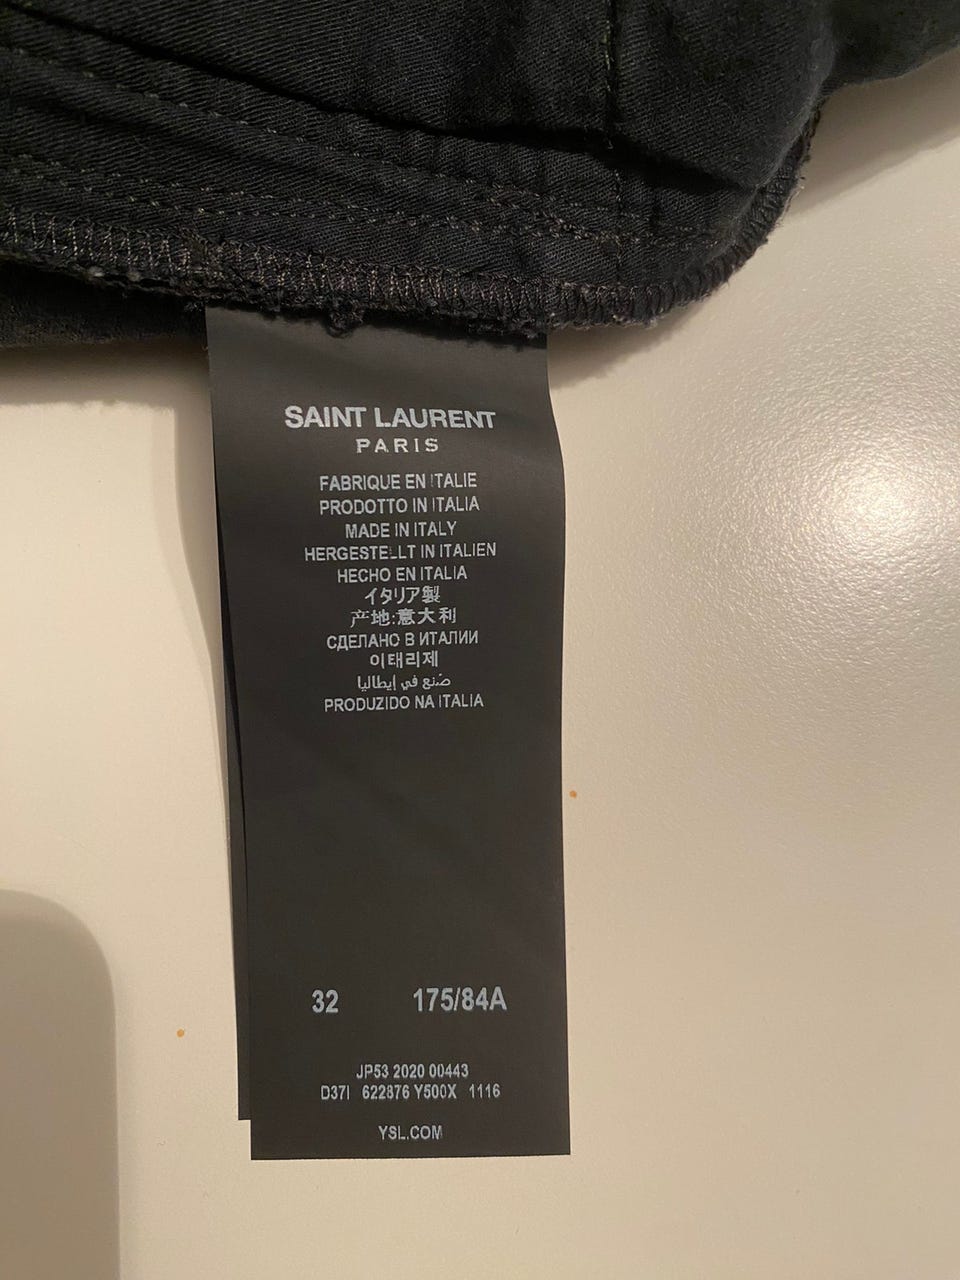 SAINT LAURENT
PARIS
FABRIQUE EN ITALIE
PRODOTTO IN ITALIA
MADE IN ITALY
HERGESTELLT IN ITALIEN
HECHO EN ITALIA
イタリア製
产地:意大利
СДЕЛАНО В ИТАЛИИ
이태리제
صنع في إيطاليا
PRODUZIDO NA ITALIA
32 175/84A
JP53 2020 00443
D37I 622876 Y500X 1116
YSL.COM